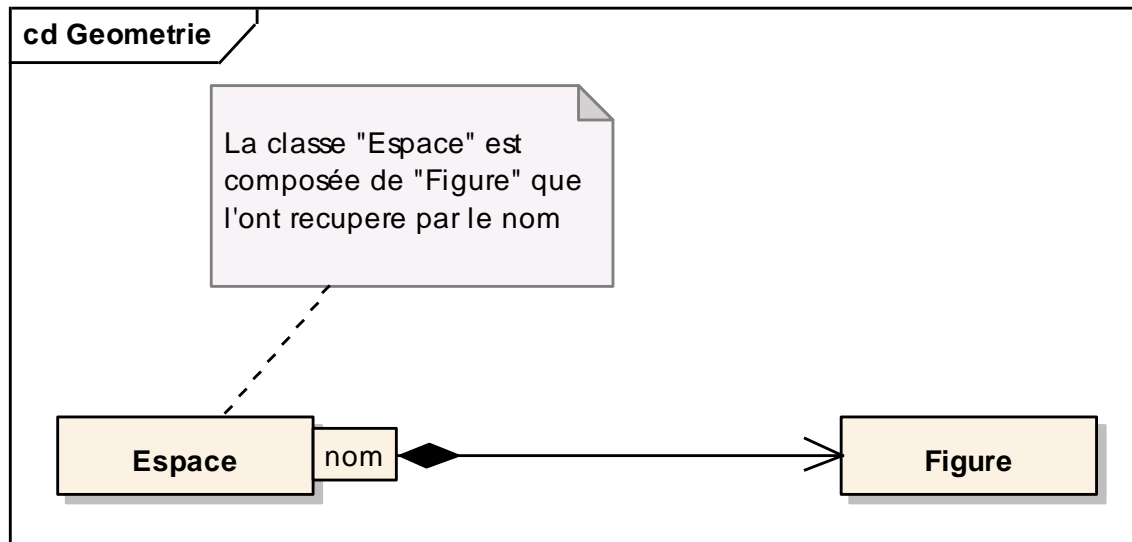 cd Geometrie
La classe "Espace" est
composée de "Figure" que
l'ont recupere par le nom
Espace
nom
Figure